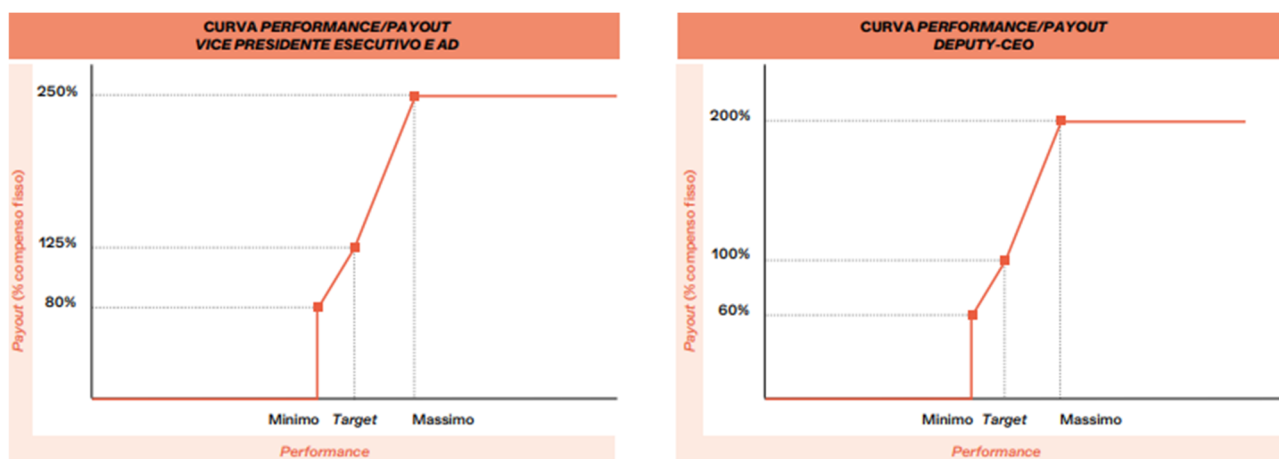 CURVA PERFORMANCE/PAYOUT
VICE PRESIDENTE ESECUTIVO E AD
Payout (% compenso fisso)
250%
125%
80%
Minimo Target Massimo
Performance
CURVA PERFORMANCE/PAYOUT
DEPUTY-CEO
Payout (% compenso fisso)
200%
100%
60%
Minimo Target Massimo
Performance